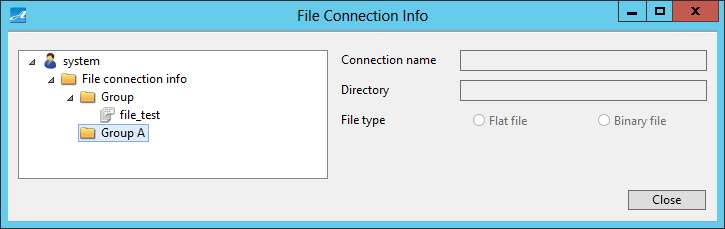 File Connection Info
system
File connection info
Group
file_test
Group A
Connection name
Directory
File type
Flat file
Binary file
Close